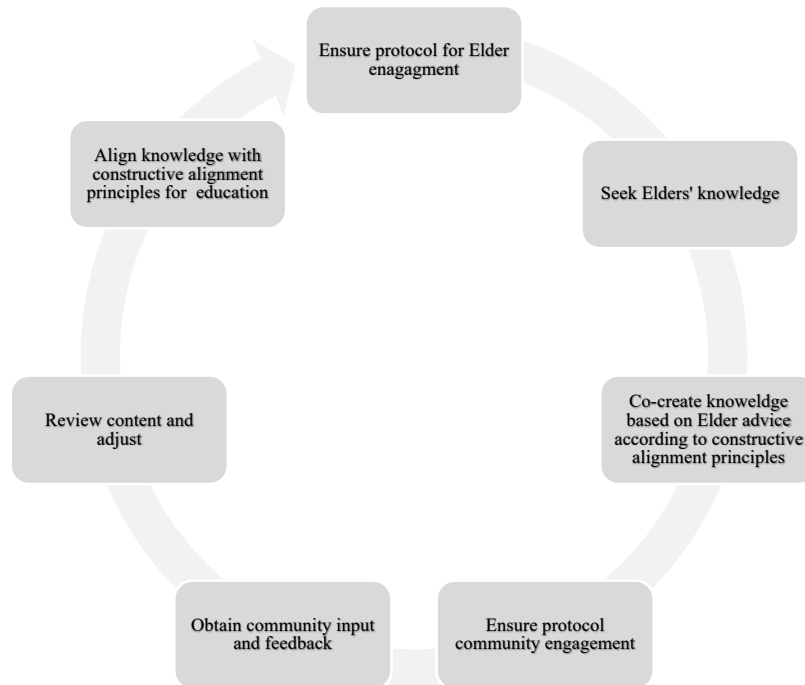 Ensure protocol for Elder
enagagment
Seek Elders' knowledge
Co-create knoweldge
based on Elder advice
according to constructive
alignment principles
Ensure protocol
community engagement
Obtain community input
and feedback
Review content and
adjust
Align knowledge with
constructive alignment
principles for education